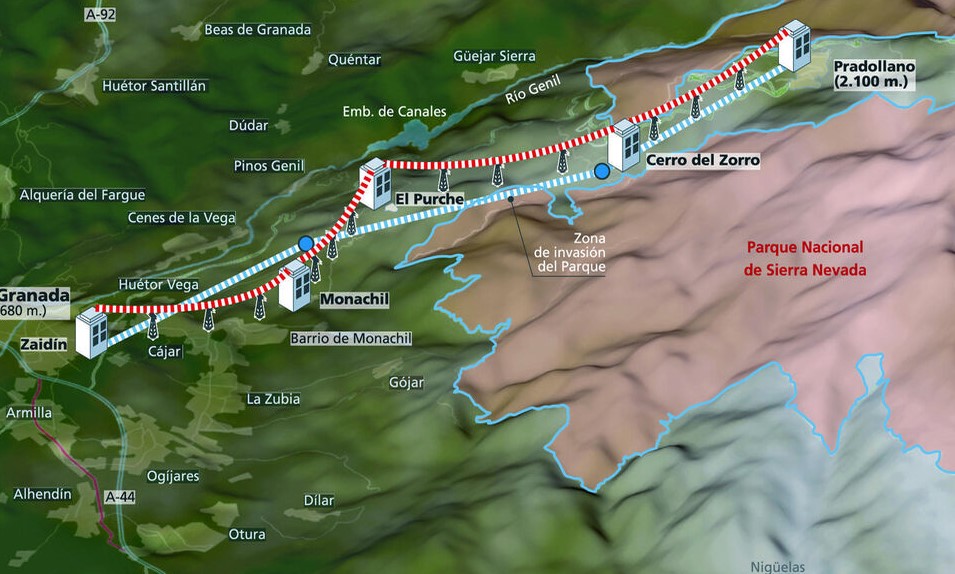 A-92
Beas de Granada
Quéntar
Güejar Sierra
Pradollano
(2.100 m.)
Huétor Santillán
Río Genil
Emb. de Canales
Dúdar
Pinos Genil
Cerro del Zorro
Alquería del Fargue
El Purche
Cenes de la Vega
Zona
de invasión
del Parque
Parque Nacional
de Sierra Nevada
Huétor Vega
Granada
680 m.)
Monachil
Zaidín
Cájar
Barrio de Monachil
Gójar
La Zubia
Armilla
Ogíjares
Alhendín
A-44
Dílar
Otura
Nigüelas